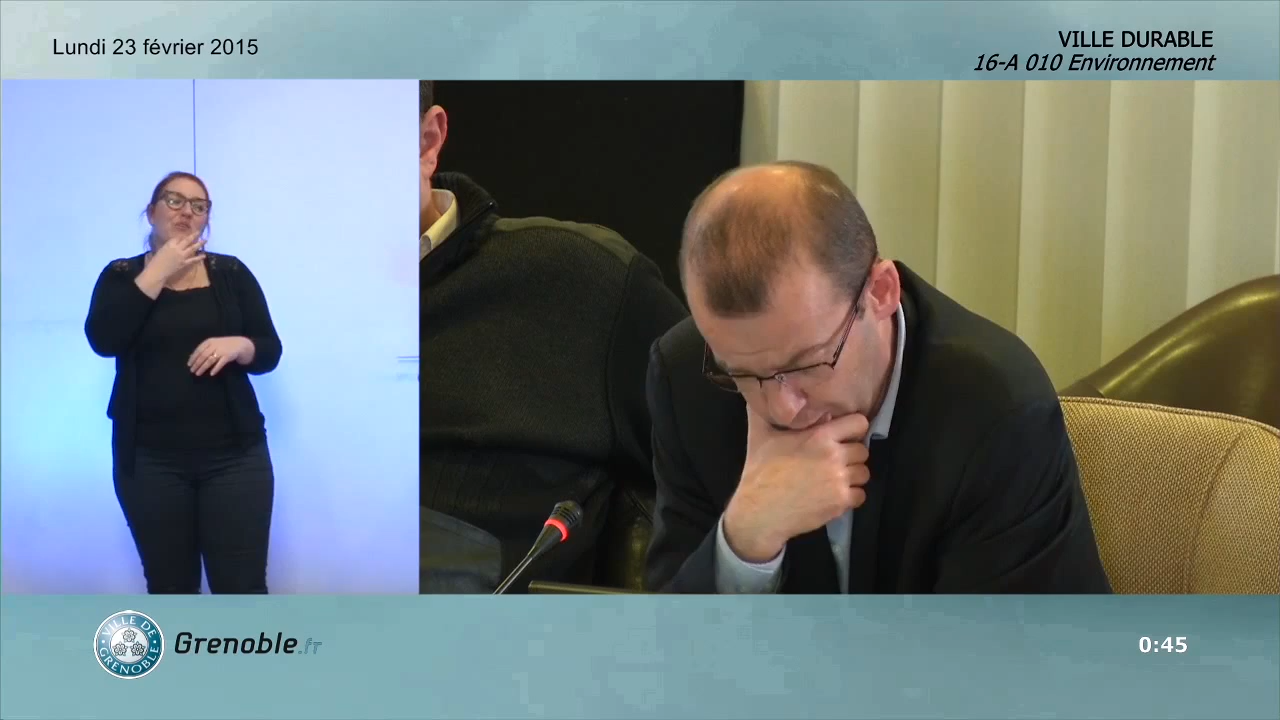 Lundi 23 février 2015
VILLE DURABLE
16-A 010 Environnement
VILLE DE
GRENOBLE
Grenoble.fr
0:45